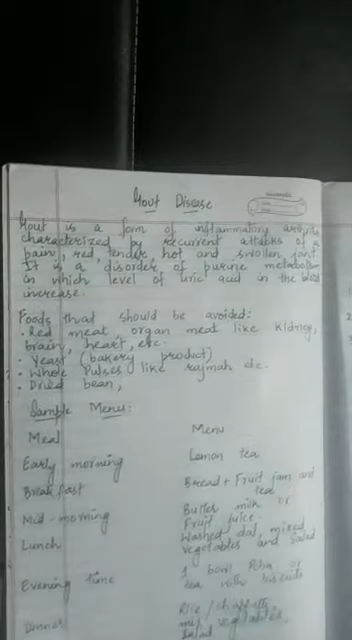 Gout Disease
Gout is a form of inflammatory arthritis
characterized by recurrent attacks of a
pain, red tender hot and swollen joint.
It is a disorder of purine metabolism
in which level of uric acid in the blood
increase.
Foods that should be avoided:
· Red meat, organ meat like kidney,
brain, heart, etc.
· Yeast (bakery product)
· Whole Pulses like rajmah etc.
· Dried bean,
Sample Menu:
Meal Menu
Early morning Lemon tea
Breakfast Bread + Fruit jam and
tea
Mid-morning Butter milk or
Fruit juice.
Lunch Washed dal, mixed
vegetables and Salad
Evening time 1 bowl Poha or
tea with biscuits
Dinner Rice / chapatti,
mix vegetables,
Salad